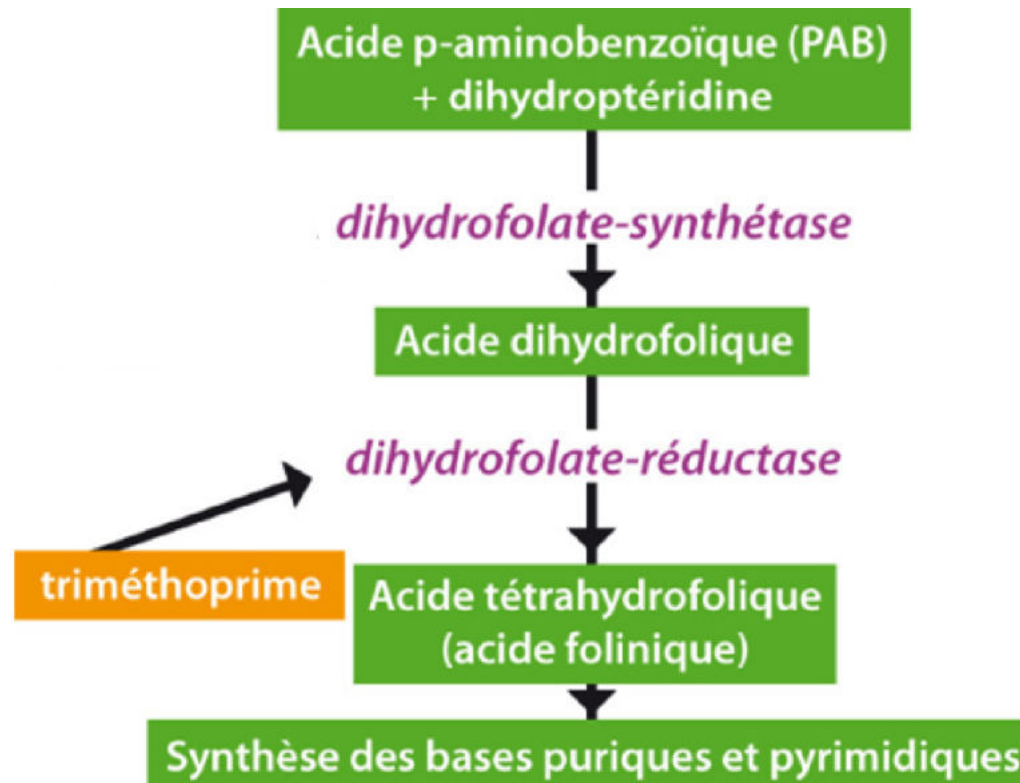 Acide p-aminobenzoïque (PAB)
+ dihydroptéridine
dihydrofolate-synthétase
Acide dihydrofolique
dihydrofolate-réductase
triméthoprime
Acide tétrahydrofolique
(acide folinique)
Synthèse des bases puriques et pyrimidiques